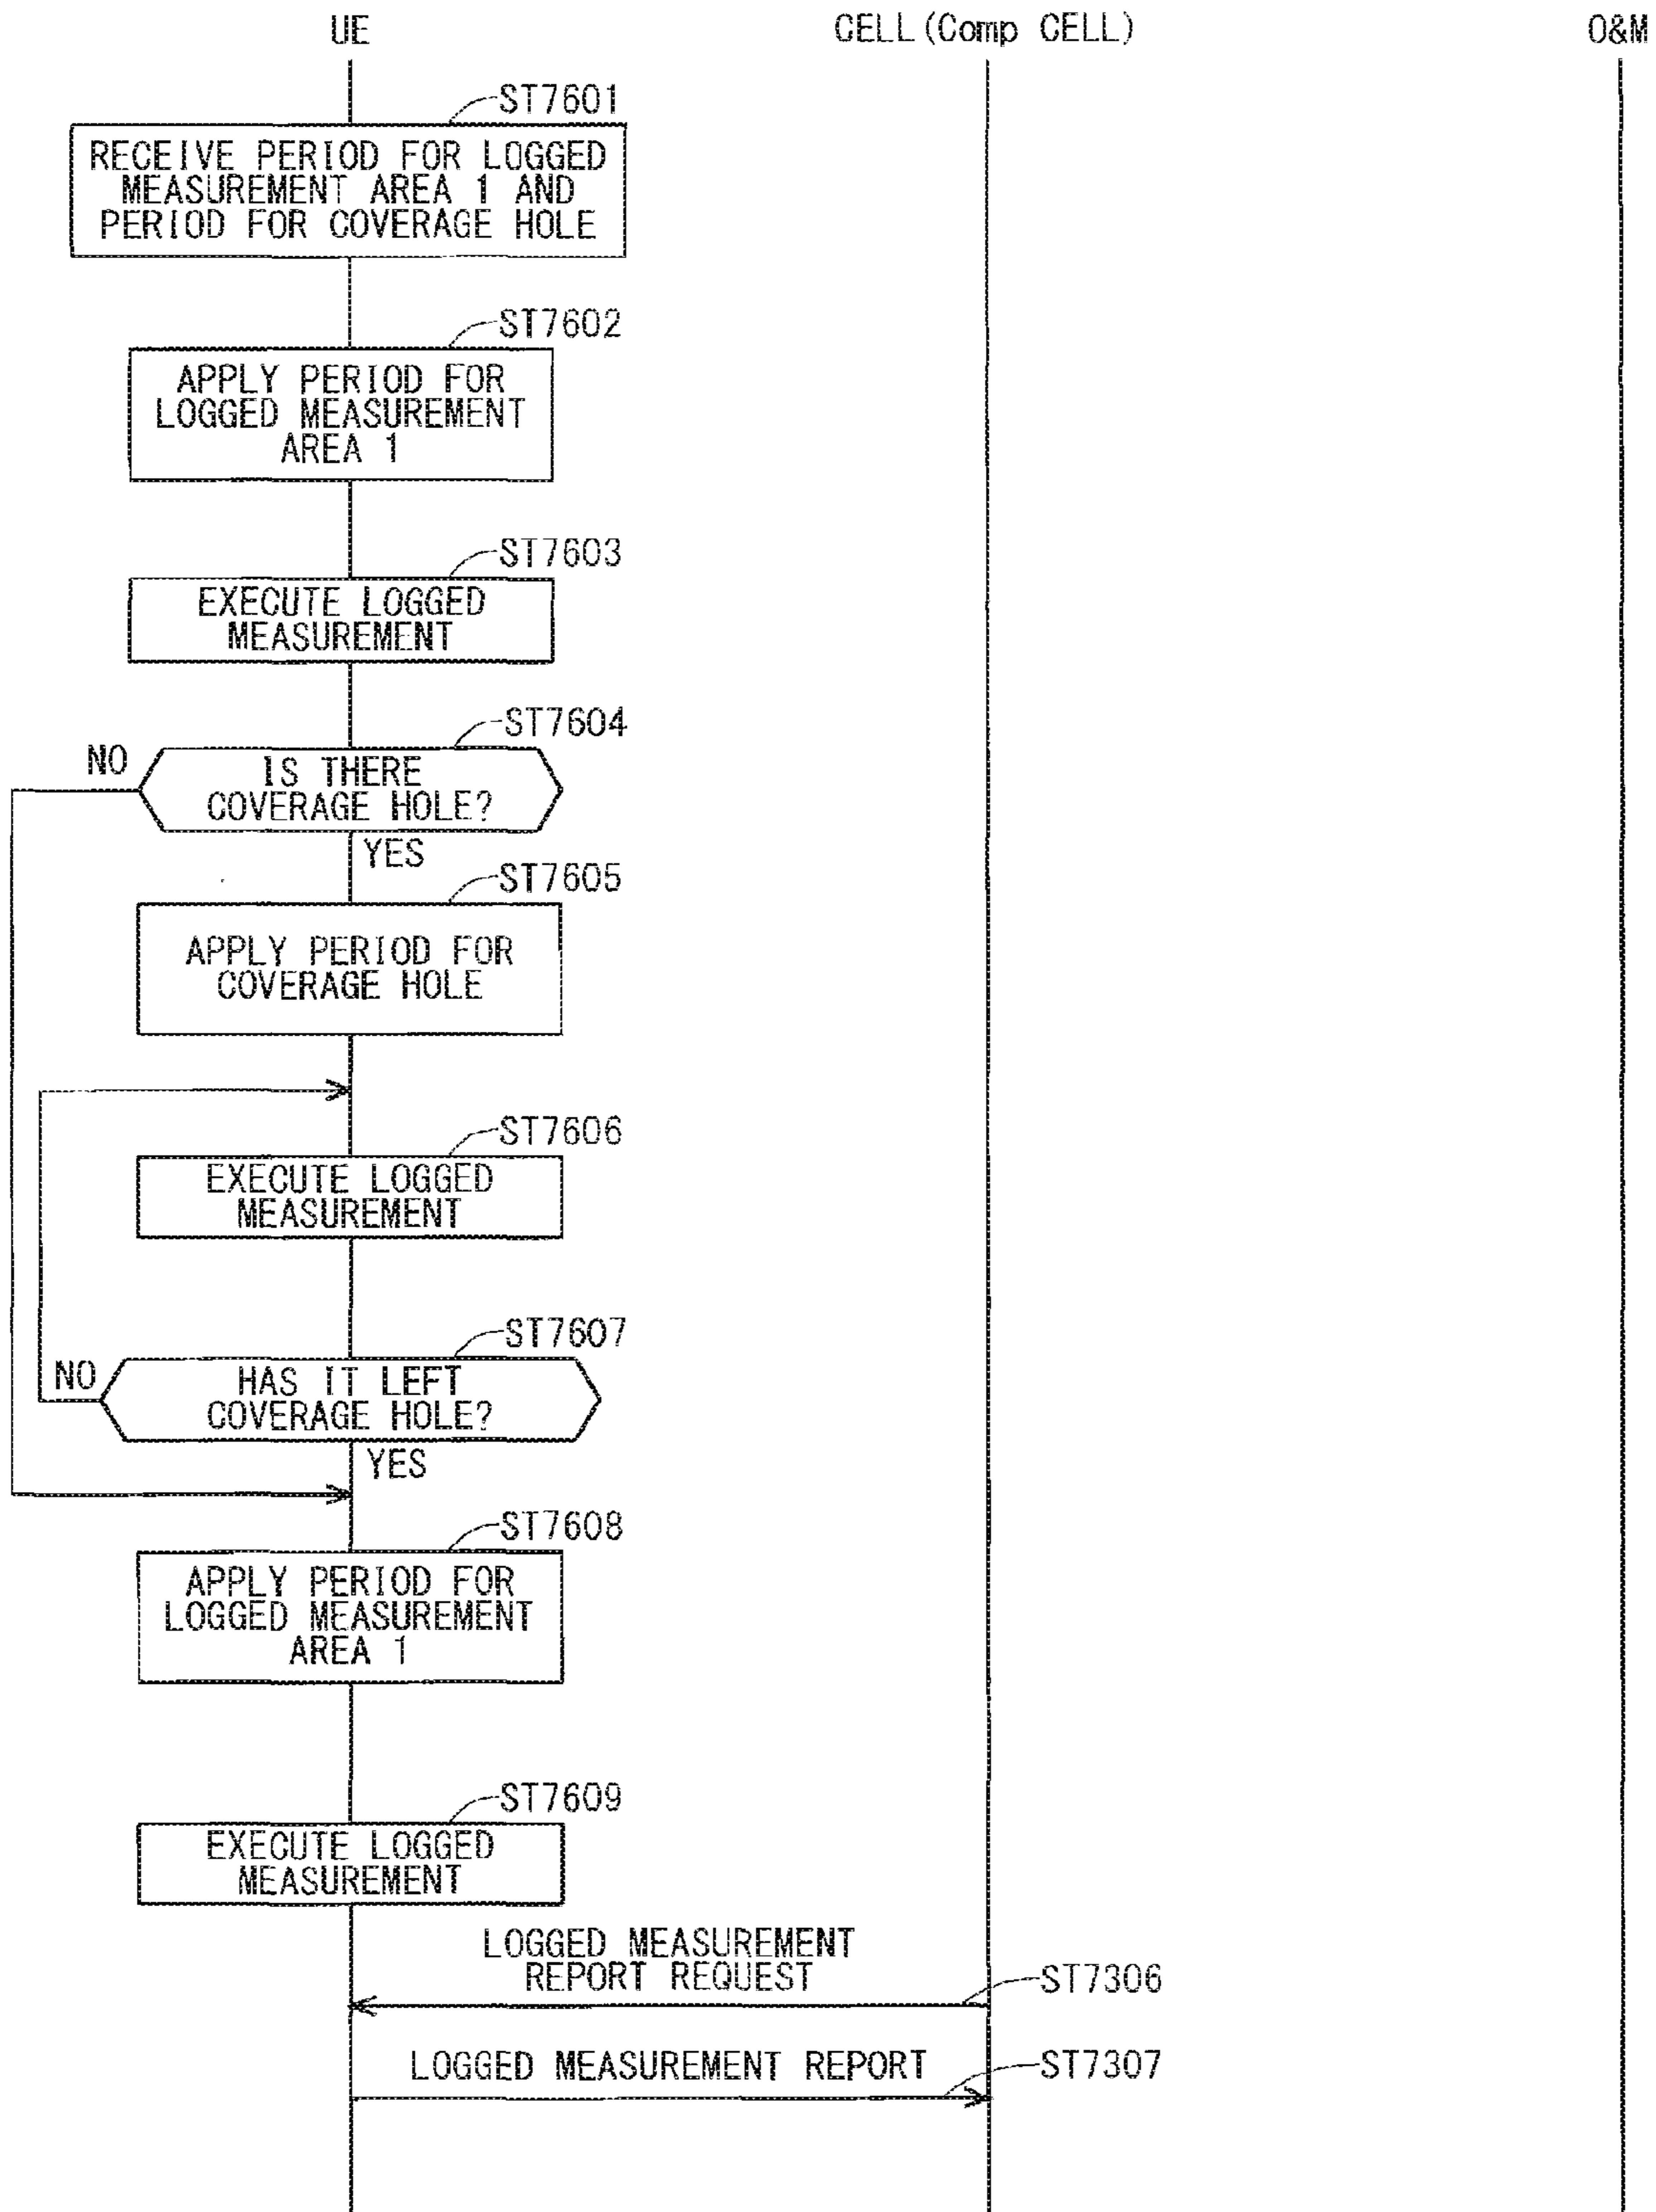 UE
CELL(Comp CELL)
O&M
ST7601
RECEIVE PERIOD FOR LOGGED
MEASUREMENT AREA 1 AND
PERIOD FOR COVERAGE HOLE
ST7602
APPLY PERIOD FOR
LOGGED MEASUREMENT
AREA 1
ST7603
EXECUTE LOGGED
MEASUREMENT
ST7604
NO
IS THERE
COVERAGE HOLE?
YES
ST7605
APPLY PERIOD FOR
COVERAGE HOLE
ST7606
EXECUTE LOGGED
MEASUREMENT
ST7607
NO
HAS IT LEFT
COVERAGE HOLE?
YES
ST7608
APPLY PERIOD FOR
LOGGED MEASUREMENT
AREA 1
ST7609
EXECUTE LOGGED
MEASUREMENT
LOGGED MEASUREMENT
REPORT REQUEST
ST7306
LOGGED MEASUREMENT REPORT
ST7307